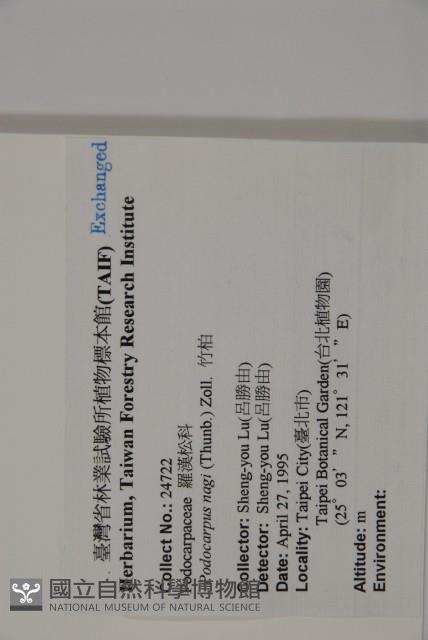 臺灣省林業試驗所植物標本館(TAIF) Exchanged
Herbarium, Taiwan Forestry Research Institute
Collect No.: 24722
Podocarpaceae 羅漢松科
Podocarpus nagi (Thunb.) Zoll. 竹柏
Collector: Sheng-you Lu(呂勝由)
Detector: Sheng-you Lu(呂勝由)
Date: April 27, 1995
Locality: Taipei City(臺北市)
Taipei Botanical Garden(台北植物園)
(25° 03' " N, 121° 31' " E)
Altitude: m
Environment:
國立自然科學博物館
NATIONAL MUSEUM OF NATURAL SCIENCE